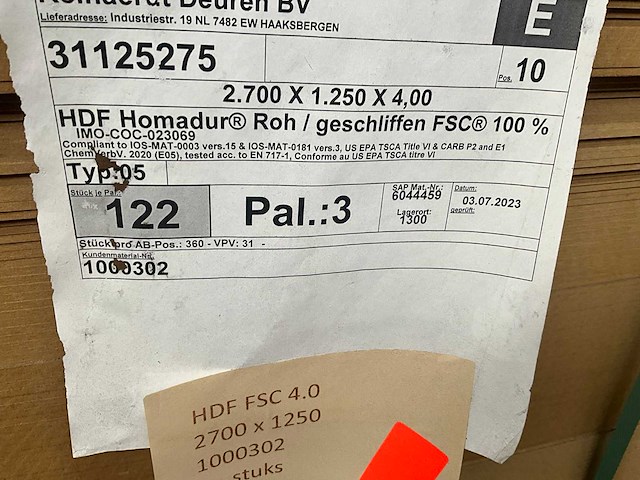 Deuren BV
E
Lieferadresse: Industriestr. 19 NL 7482 EW HAAKSBERGEN
31125275
Pos. 10
2.700 X 1.250 X 4,00
HDF Homadur® Roh / geschliffen FSC® 100 %
IMO-COC-023069
Compliant to IOS-MAT-0003 vers.15 & IOS-MAT-0181 vers.3, US EPA TSCA Title VI & CARB P2 and E1
ChemVerbV. 2020 (E05), tested acc. to EN 717-1, Conforme au US EPA TSCA titre VI
Typ:05
Stück je Pal.
122
Pal.:3
SAP Mat.-Nr.:
6044459
Lagerort:
1300
Datum:
03.07.2023
geprüft:
Stück pro AB-Pos.: 360 - VPV: 31 -
Kundenmaterial-Nr.
1000302
HDF FSC 4.0
2700 x 1250
1000302
stuks